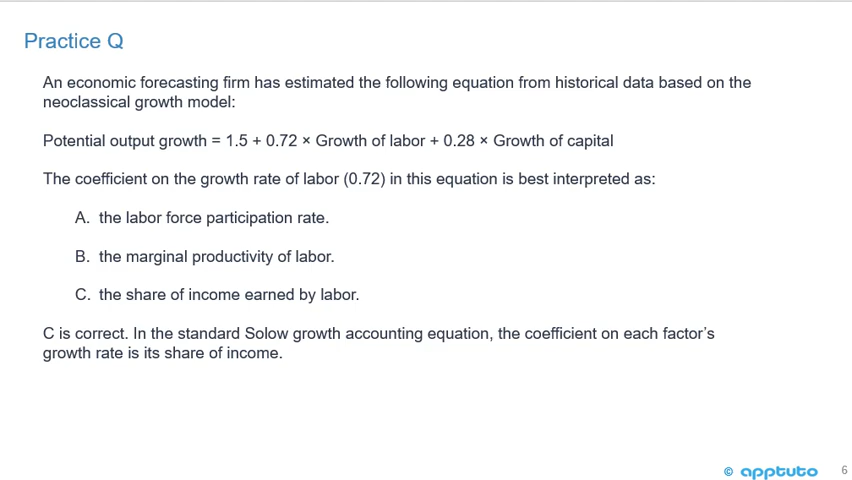 Practice Q
An economic forecasting firm has estimated the following equation from historical data based on the
neoclassical growth model:
Potential output growth = 1.5 + 0.72 × Growth of labor + 0.28 × Growth of capital
The coefficient on the growth rate of labor (0.72) in this equation is best interpreted as:
A. the labor force participation rate.
B. the marginal productivity of labor.
C. the share of income earned by labor.
C is correct. In the standard Solow growth accounting equation, the coefficient on each factor's
growth rate is its share of income.
© apptuto 6